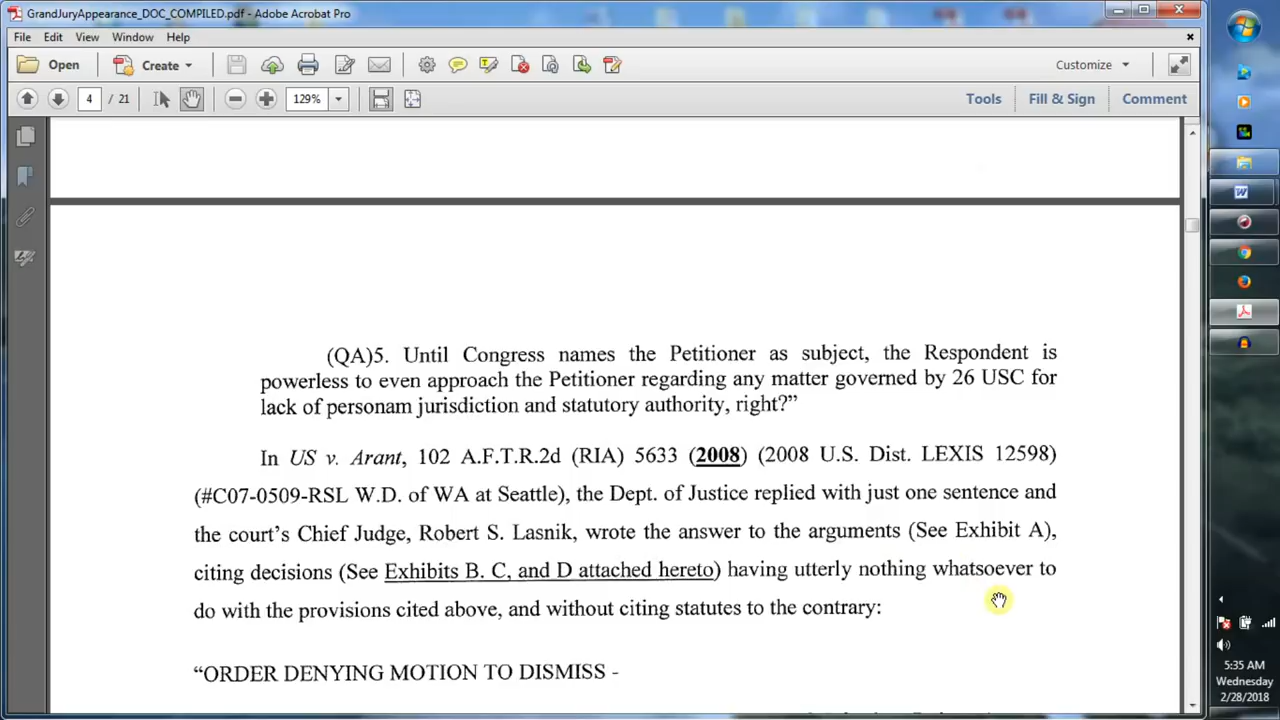 GrandJuryAppearance_DOC_COMPILED.pdf - Adobe Acrobat Pro
File Edit View Window Help
Open Create Customize
4 / 21 129% Tools Fill & Sign Comment
(QA)5. Until Congress names the Petitioner as subject, the Respondent is
powerless to even approach the Petitioner regarding any matter governed by 26 USC for
lack of personam jurisdiction and statutory authority, right?”
In US v. Arant, 102 A.F.T.R.2d (RIA) 5633 (2008) (2008 U.S. Dist. LEXIS 12598)
(#C07-0509-RSL W.D. of WA at Seattle), the Dept. of Justice replied with just one sentence and
the court’s Chief Judge, Robert S. Lasnik, wrote the answer to the arguments (See Exhibit A),
citing decisions (See Exhibits B. C, and D attached hereto) having utterly nothing whatsoever to
do with the provisions cited above, and without citing statutes to the contrary:
“ORDER DENYING MOTION TO DISMISS -
5:35 AM
Wednesday
2/28/2018